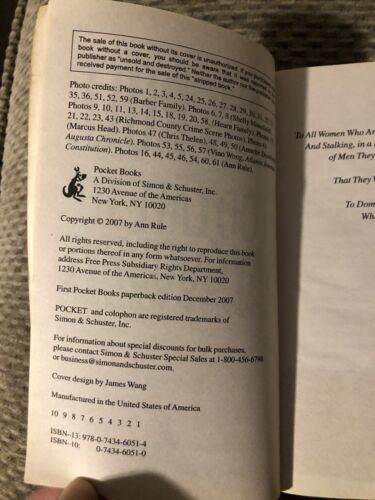 The sale of this book without its cover is unauthorized. If you purchased
book without a cover, you should be aware that it was
publisher as "unsold and destroyed." Neither the author nor the
received payment for the sale of this "stripped book."
Photo credits: Photos 1, 2, 3, 4, 5, 24, 25, 26, 27, 28, 29, 30, 31,
35, 36, 51, 52, 59 (Barber Family). Photos 6, 7, 8 (Shelly
Photos 9, 10, 11, 13, 14, 15, 18, 19, 20, 58, (Hearn Family). Photos
21, 22, 23, 43 (Richmond County Crime Scene Photos). Photo
(Marcus Head). Photos 47 (Chris Thelen), 48, 49, 50 (Annette
Augusta Chronicle). Photos 53, 55, 56, 57 (Vino Wong,
Constitution). Photos 16, 44, 45, 46, 54, 60, 61 (Ann Rule).
Pocket Books
A Division of Simon & Schuster, Inc.
1230 Avenue of the Americas
New York, NY 10020
Copyright © 2007 by Ann Rule
All rights reserved, including the right to reproduce this book
or portions thereof in any form whatsoever. For information
address Free Press Subsidiary Rights Department,
1230 Avenue of the Americas, New York, NY 10020
First Pocket Books paperback edition December 2007
POCKET and colophon are registered trademarks of
Simon & Schuster, Inc.
For information about special discounts for bulk purchases,
please contact Simon & Schuster Special Sales at 1-800-456-6798
or business@simonandschuster.com.
Cover design by James Wang
Manufactured in the United States of America
10 9 8 7 6 5 4 3 2 1
ISBN-13: 978-0-7434-6051-4
ISBN-10: 0-7434-6051-0
To All Women Who
And Stalking, in a
of Men They
That They
To Dom